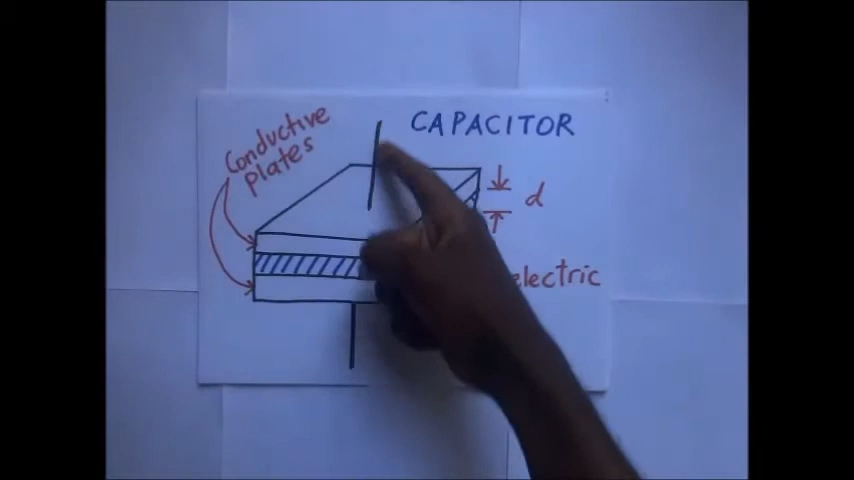 CAPACITOR
Conductive
plates
d
electric